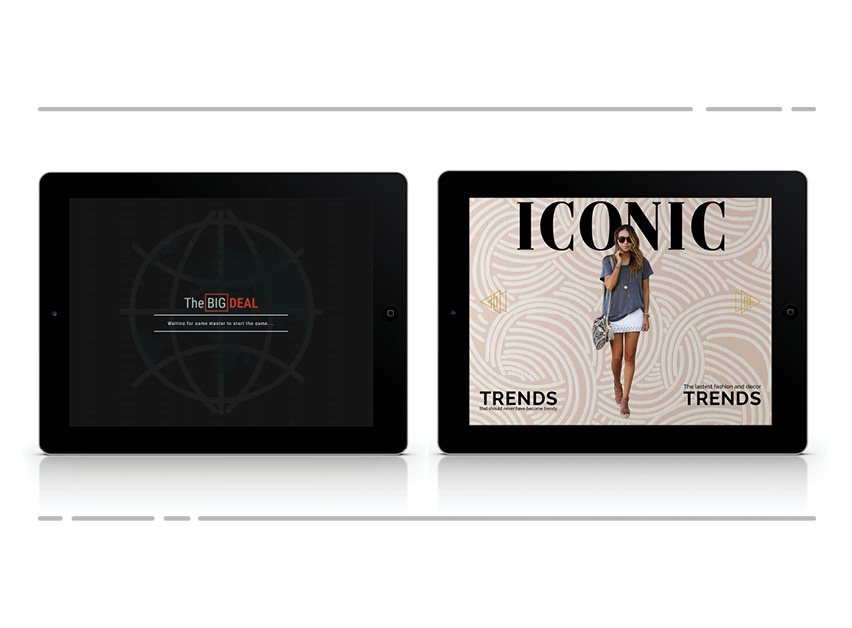 The BIG DEAL
Waiting for game master to start the game...
ICONIC
TRENDS
that should never have become trendy
The lastest fashion and decor
TRENDS